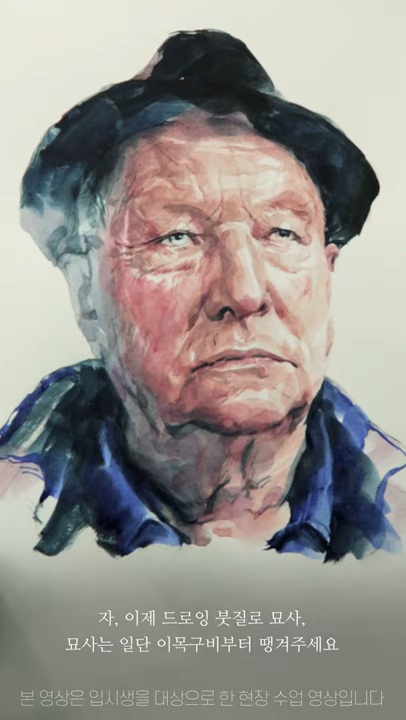 자, 이제 드로잉 붓질로 묘사,
묘사는 일단 이목구비부터 땡겨주세요
본 영상은 입시생을 대상으로 한 현장 수업 영상입니다